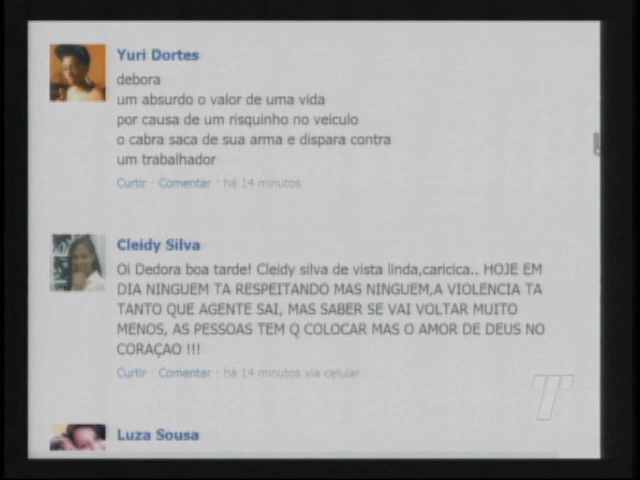 Yuri Dortes
debora
um absurdo o valor de uma vida
por causa de um risquinho no veiculo
o cabra saca de sua arma e dispara contra
um trabalhador
Curtir · Comentar · há 14 minutos
Cleidy Silva
Oi Dedora boa tarde! Cleidy silva de vista linda,caricica.. HOJE EM
DIA NINGUEM TA RESPEITANDO MAS NINGUEM,A VIOLENCIA TA
TANTO QUE AGENTE SAI, MAS SABER SE VAI VOLTAR MUITO
MENOS, AS PESSOAS TEM Q COLOCAR MAS O AMOR DE DEUS NO
CORAÇAO !!!
Curtir · Comentar · há 14 minutos via celular
Luza Sousa